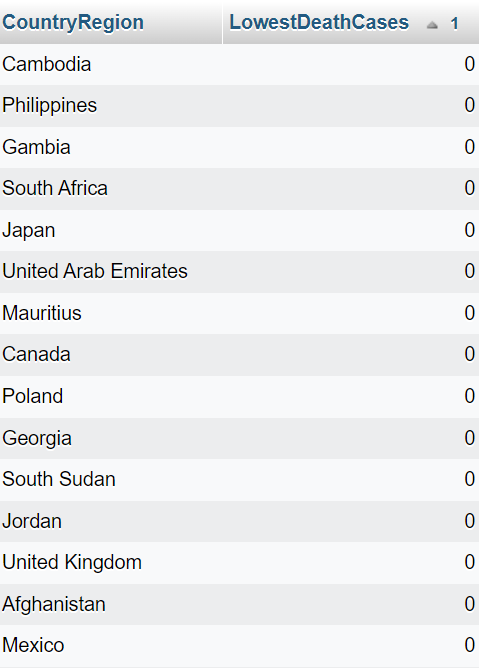 CountryRegion LowestDeathCases 1
Cambodia 0
Philippines 0
Gambia 0
South Africa 0
Japan 0
United Arab Emirates 0
Mauritius 0
Canada 0
Poland 0
Georgia 0
South Sudan 0
Jordan 0
United Kingdom 0
Afghanistan 0
Mexico 0